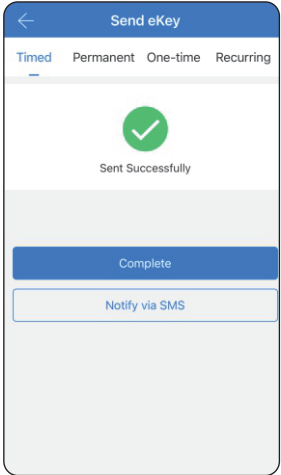 Send eKey
Timed Permanent One-time Recurring
Sent Successfully
Complete
Notify via SMS